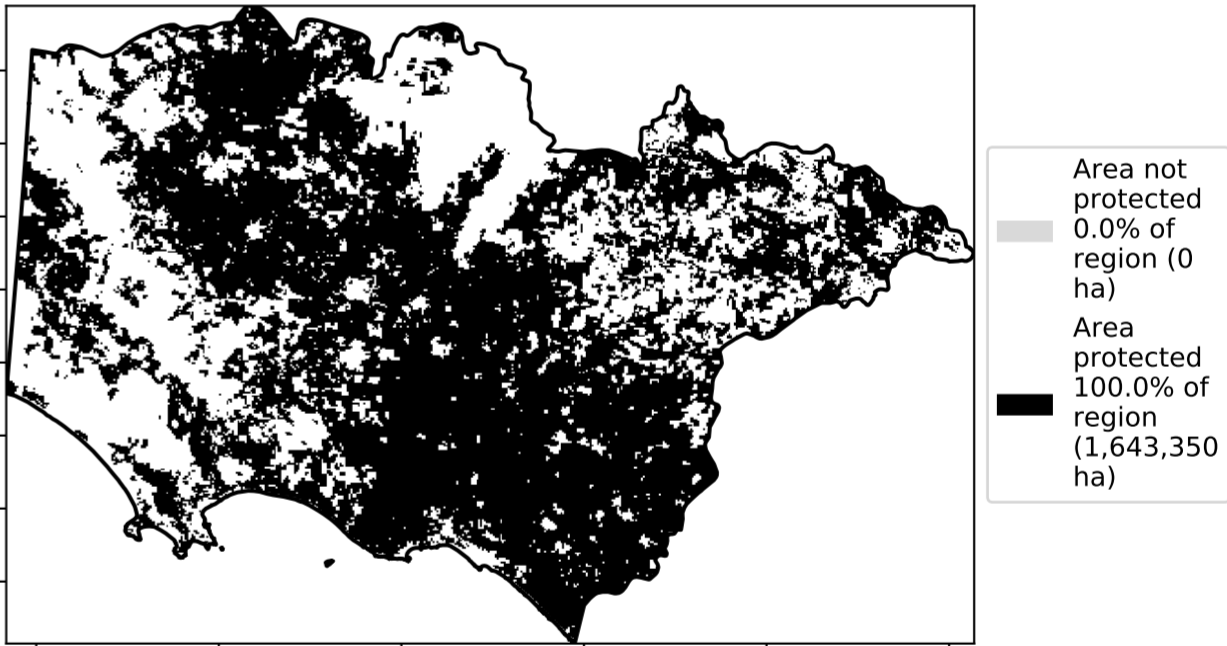 Area not
protected
0.0% of
region (0
ha)
Area
protected
100.0% of
region
(1,643,350
ha)